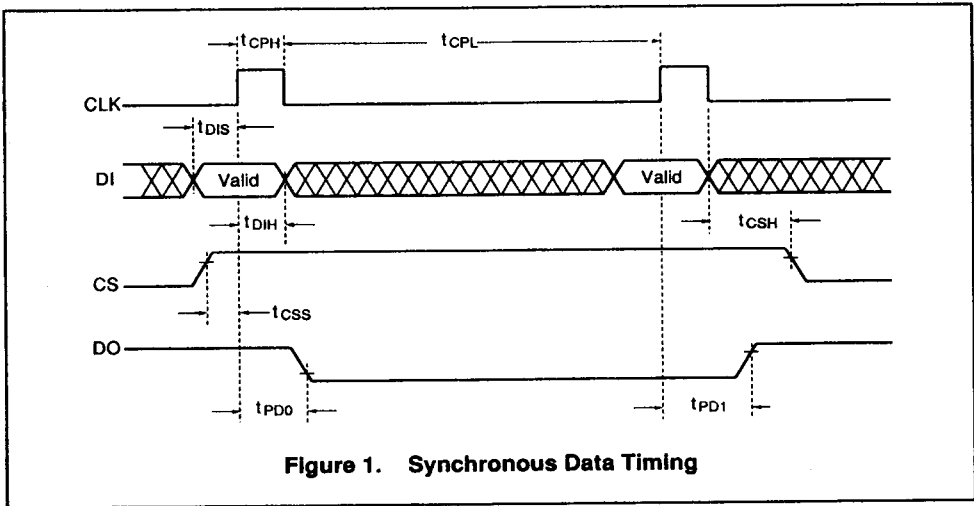 tCPH
tCPL
CLK
tDIS
DI
Valid
Valid
tDIH
tCSH
CS
tCSS
DO
tPD0
tPD1
Figure 1. Synchronous Data Timing